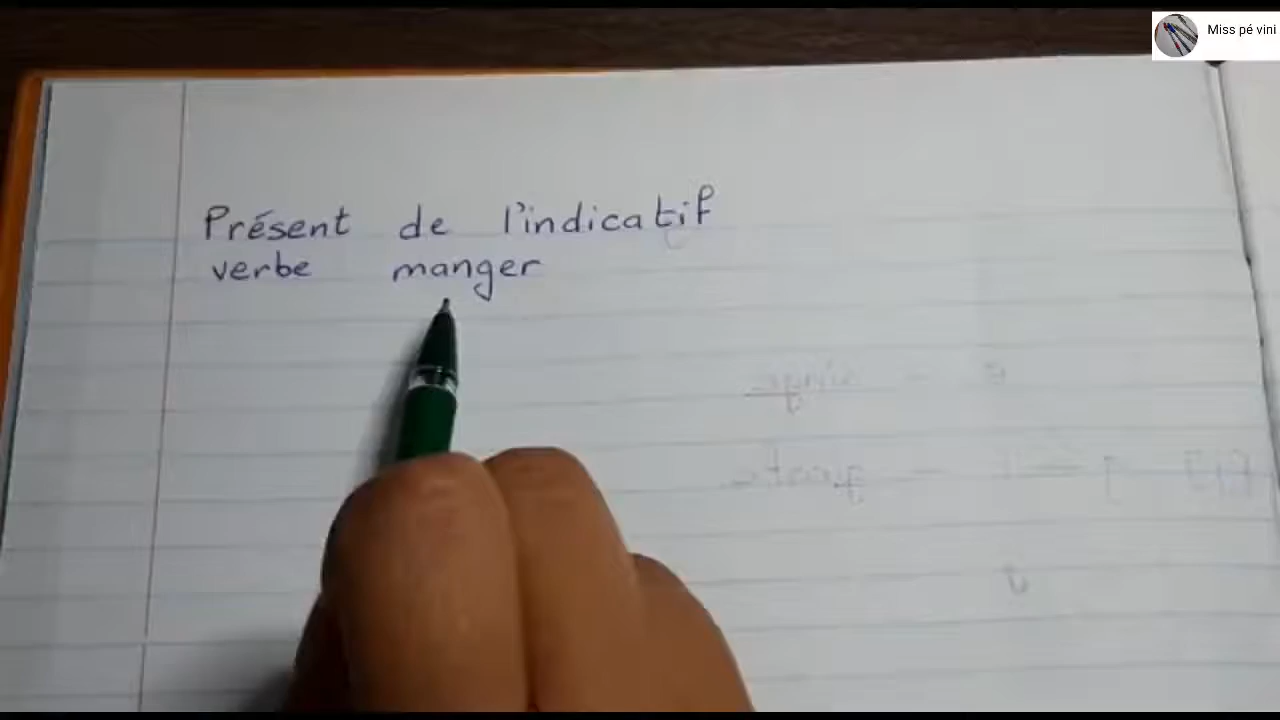 Miss pé vini
Présent de l'indicatif
verbe manger